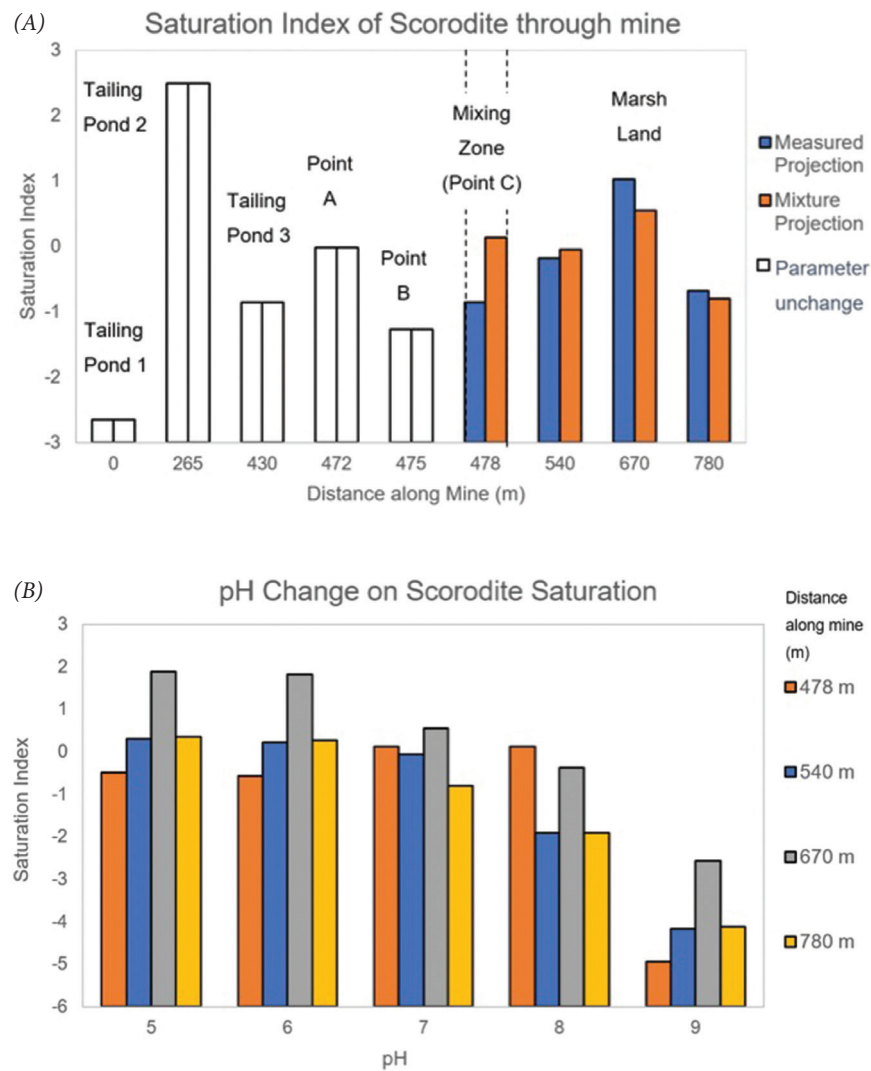 (A)
Saturation Index of Scorodite through mine
3
2
1
0
-1
-2
-3
Saturation Index
Tailing
Pond 1
Tailing
Pond 2
Tailing
Pond 3
Point
A
Point
B
Mixing
Zone
(Point C)
Marsh
Land
0 265 430 472 475 478 540 670 780
Distance along Mine (m)
Measured
Projection
Mixture
Projection
Parameter
unchange
(B)
pH Change on Scorodite Saturation
3
2
1
0
-1
-2
-3
-4
-5
-6
Saturation Index
5 6 7 8 9
pH
Distance
along mine
(m)
478 m
540 m
670 m
780 m